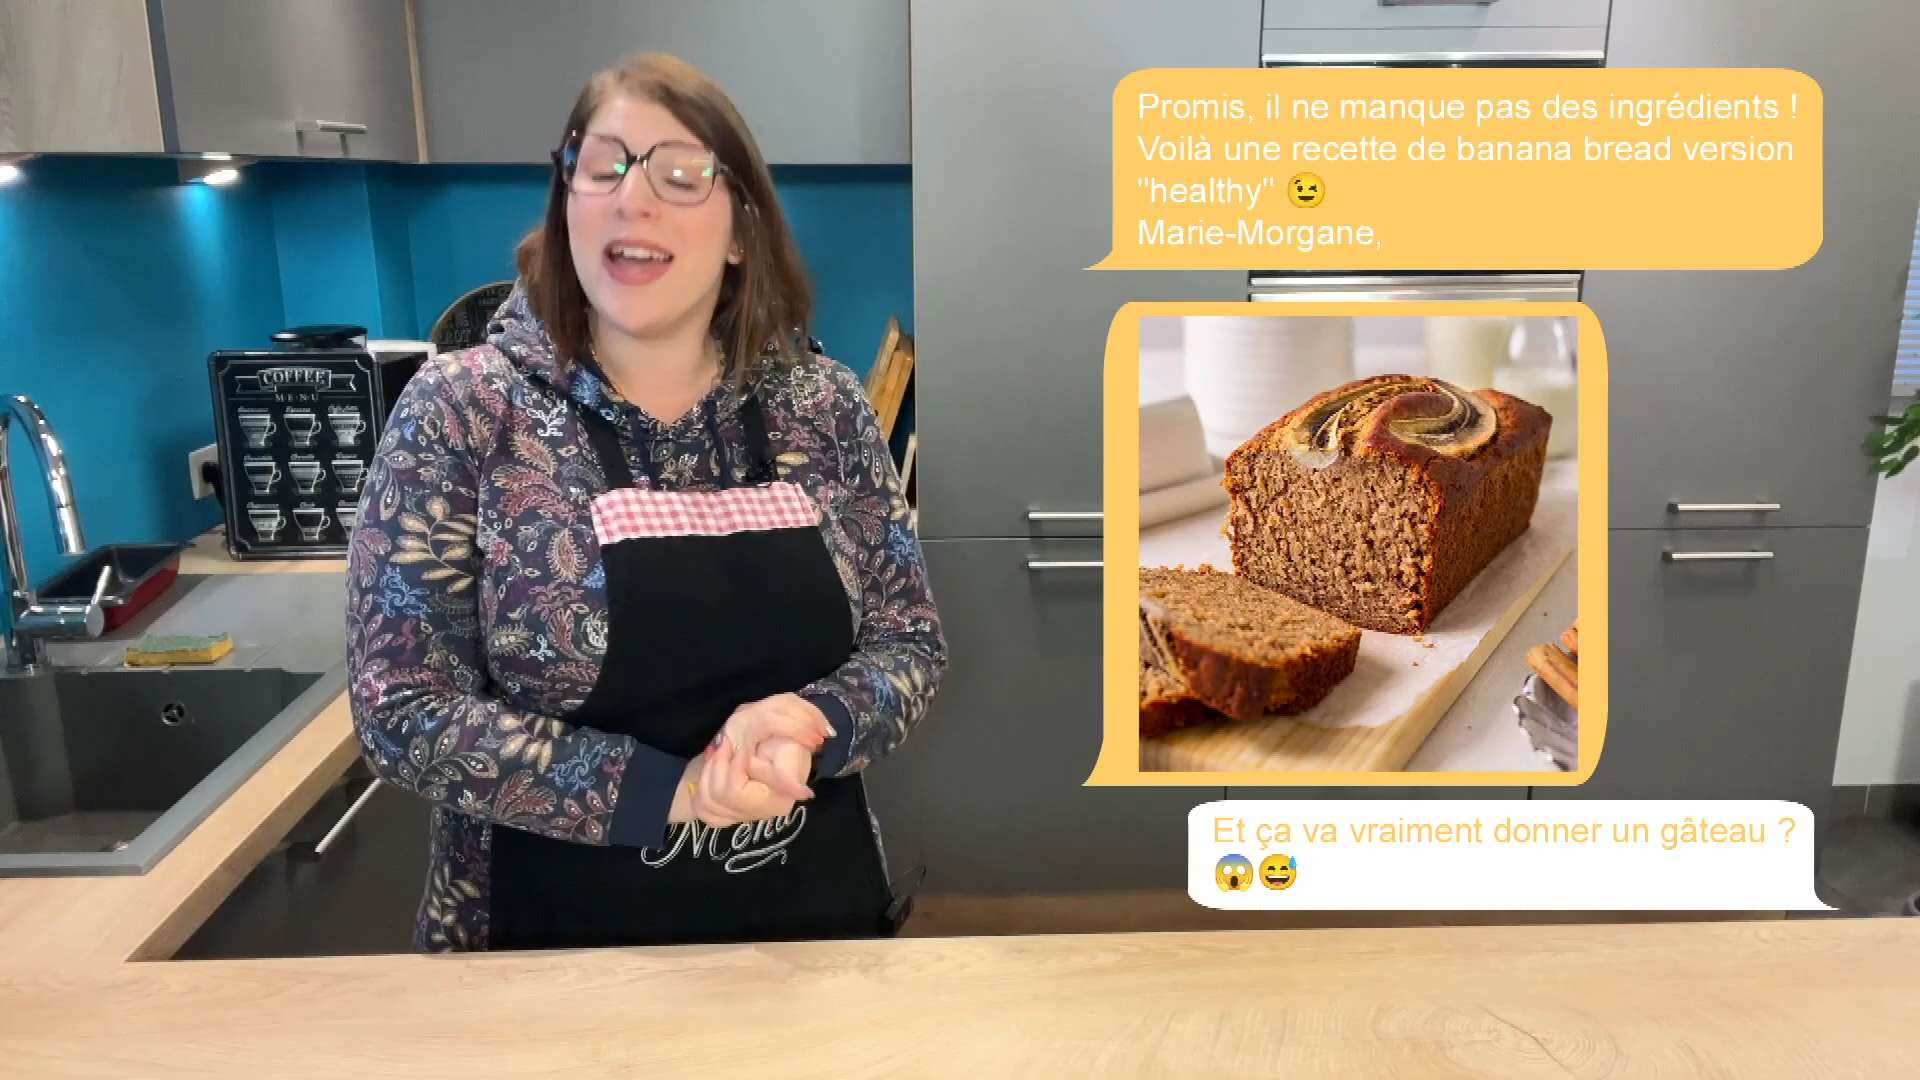 Promis, il ne manque pas des ingrédients !
Voilà une recette de banana bread version
"healthy" 😉
Marie-Morgane,
Et ça va vraiment donner un gâteau ?
😱😅
COFFEE
MENU
Menu